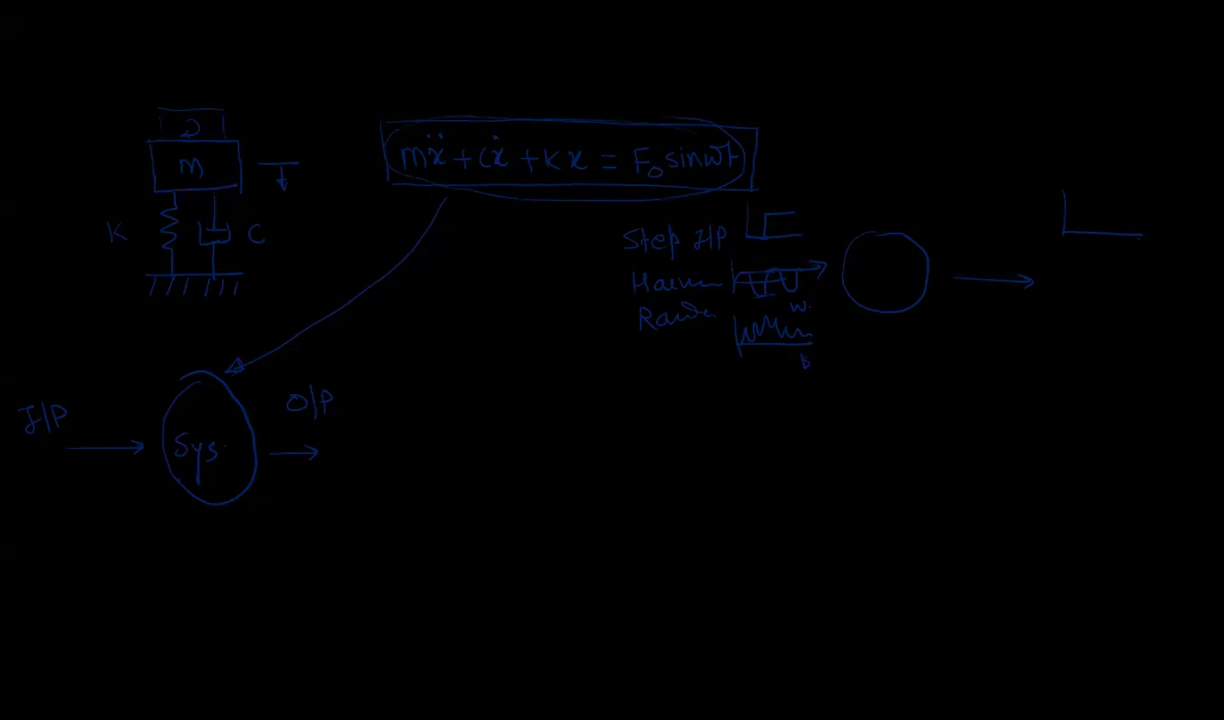 m
K
C
mẍ + cẋ + Kx = F₀ sinωt
Step I/P
I/P
Sys.
O/P